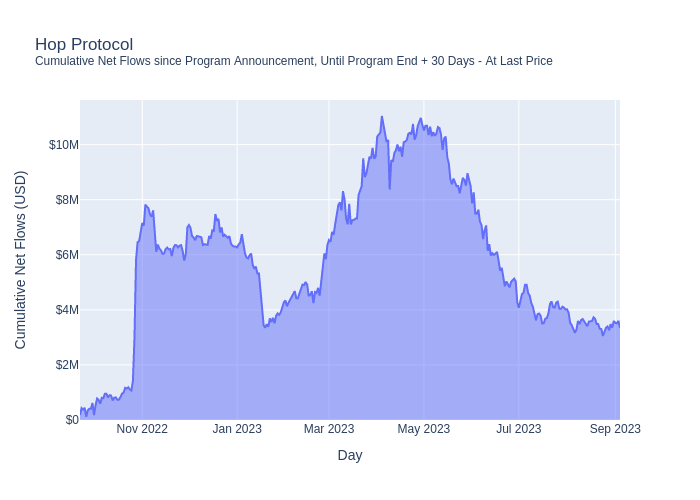 Hop Protocol
Cumulative Net Flows since Program Announcement, Until Program End + 30 Days - At Last Price
Cumulative Net Flows (USD)
$10M
$8M
$6M
$4M
$2M
$0
Nov 2022 Jan 2023 Mar 2023 May 2023 Jul 2023 Sep 2023
Day